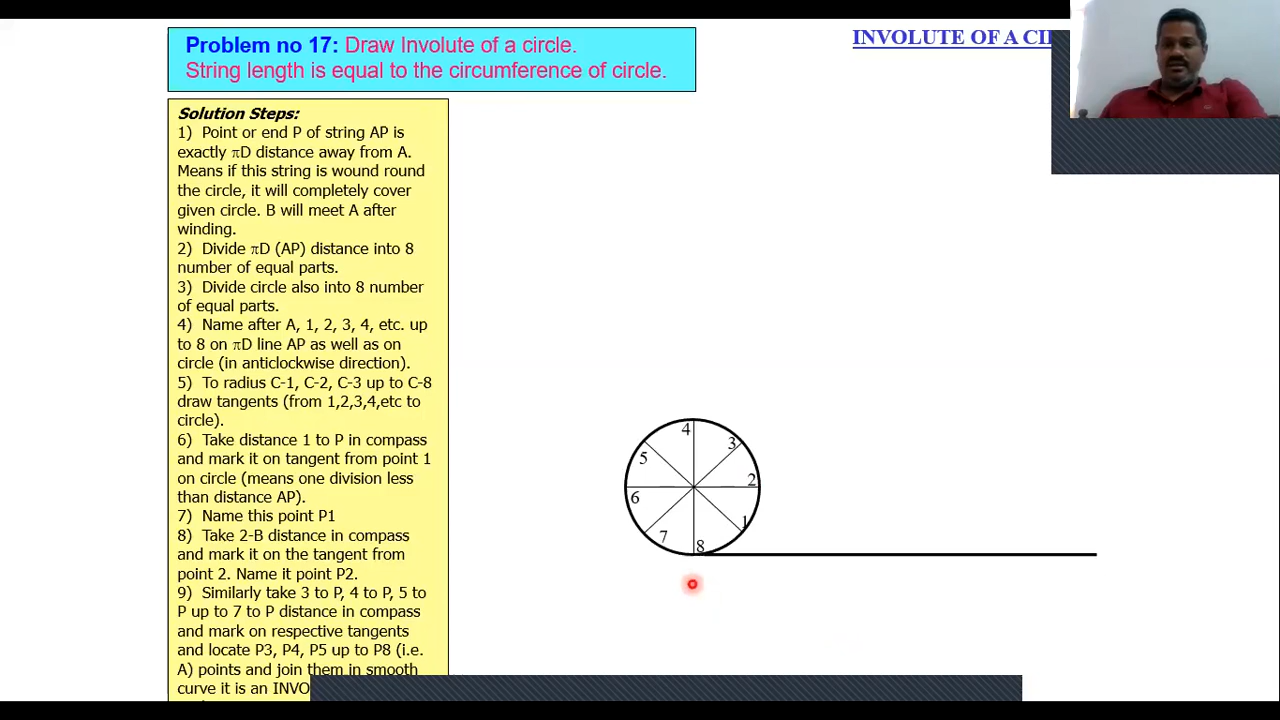 Problem no 17: Draw Involute of a circle.
String length is equal to the circumference of circle.
INVOLUTE OF A
Solution Steps:
1) Point or end P of string AP is
exactly πD distance away from A.
Means if this string is wound round
the circle, it will completely cover
given circle. B will meet A after
winding.
2) Divide πD (AP) distance into 8
number of equal parts.
3) Divide circle also into 8 number
of equal parts.
4) Name after A, 1, 2, 3, 4, etc. up
to 8 on πD line AP as well as on
circle (in anticlockwise direction).
5) To radius C-1, C-2, C-3 up to C-8
draw tangents (from 1,2,3,4,etc to
circle).
6) Take distance 1 to P in compass
and mark it on tangent from point 1
on circle (means one division less
than distance AP).
7) Name this point P1
8) Take 2-B distance in compass
and mark it on the tangent from
point 2. Name it point P2.
9) Similarly take 3 to P, 4 to P, 5 to
P up to 7 to P distance in compass
and mark on respective tangents
and locate P3, P4, P5 up to P8 (i.e.
A) points and join them in smooth
curve it is an
4
3
5
2
6
1
7
8